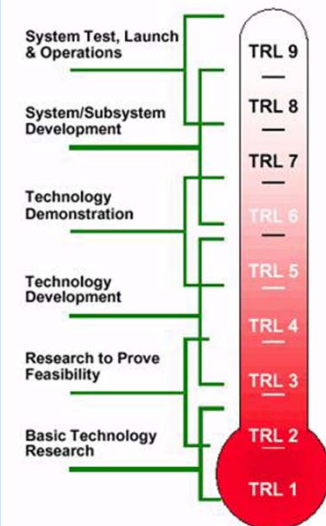 System Test, Launch
& Operations
System/Subsystem
Development
Technology
Demonstration
Technology
Development
Research to Prove
Feasibility
Basic Technology
Research
TRL 9
TRL 8
TRL 7
TRL 6
TRL 5
TRL 4
TRL 3
TRL 2
TRL 1